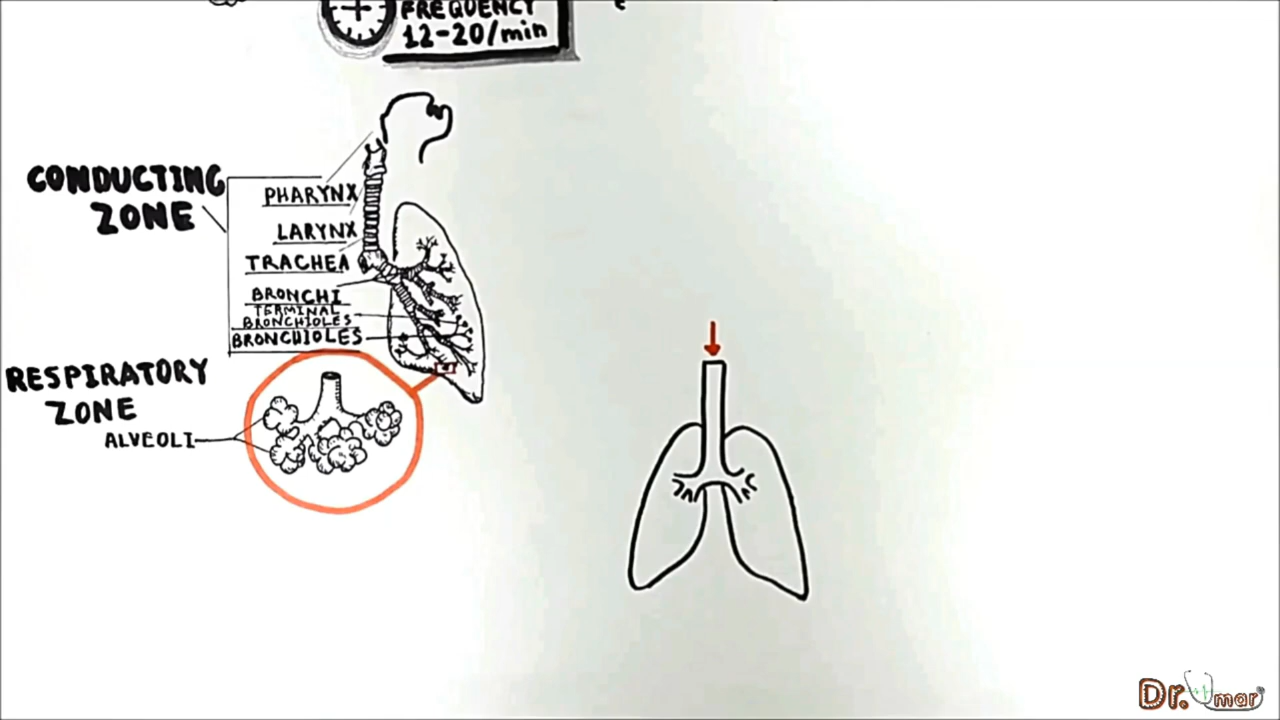 FREQUENCY
12-20/min
CONDUCTING
ZONE
PHARYNX
LARYNX
TRACHEA
BRONCHI
TERMINAL
BRONCHIOLES
BRONCHIOLES
RESPIRATORY
ZONE
ALVEOLI
Dr. Umar